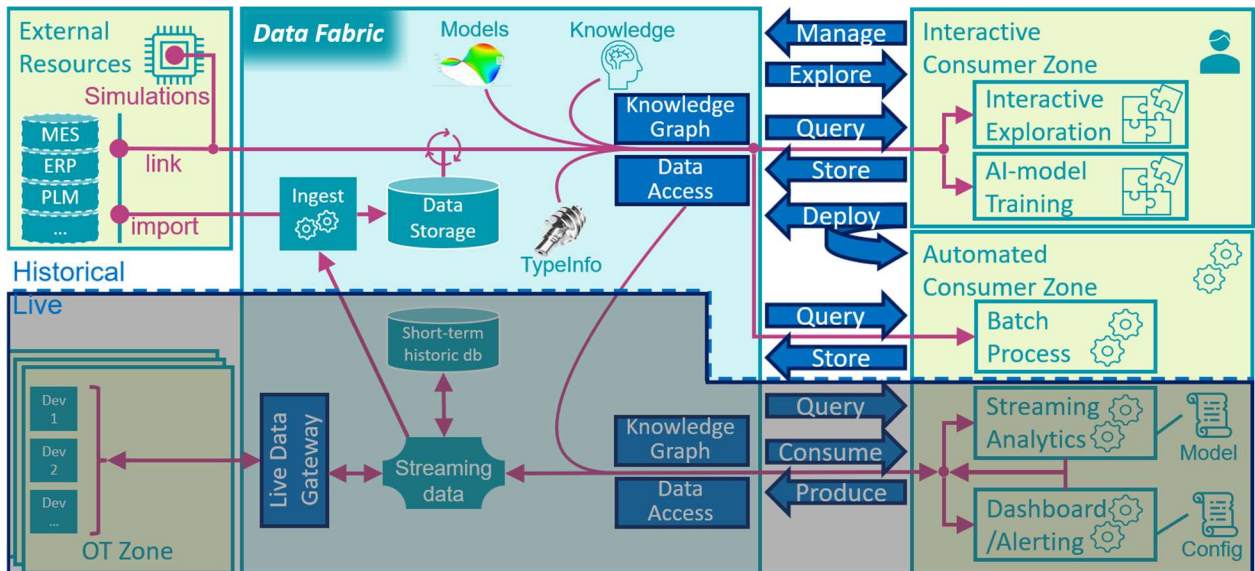 External
Resources
Simulations
MES
ERP
PLM
...
link
import
Data Fabric
Models
Knowledge
Ingest
Data
Storage
TypeInfo
Knowledge
Graph
Data
Access
Manage
Explore
Query
Store
Deploy
Interactive
Consumer Zone
Interactive
Exploration
AI-model
Training
Automated
Consumer Zone
Query
Store
Batch
Process
Historical
Live
Short-term
historic db
Dev
1
Dev
2
Dev
...
OT Zone
Live Data
Gateway
Streaming
data
Knowledge
Graph
Data
Access
Query
Consume
Produce
Streaming
Analytics
Model
Dashboard
/Alerting
Config